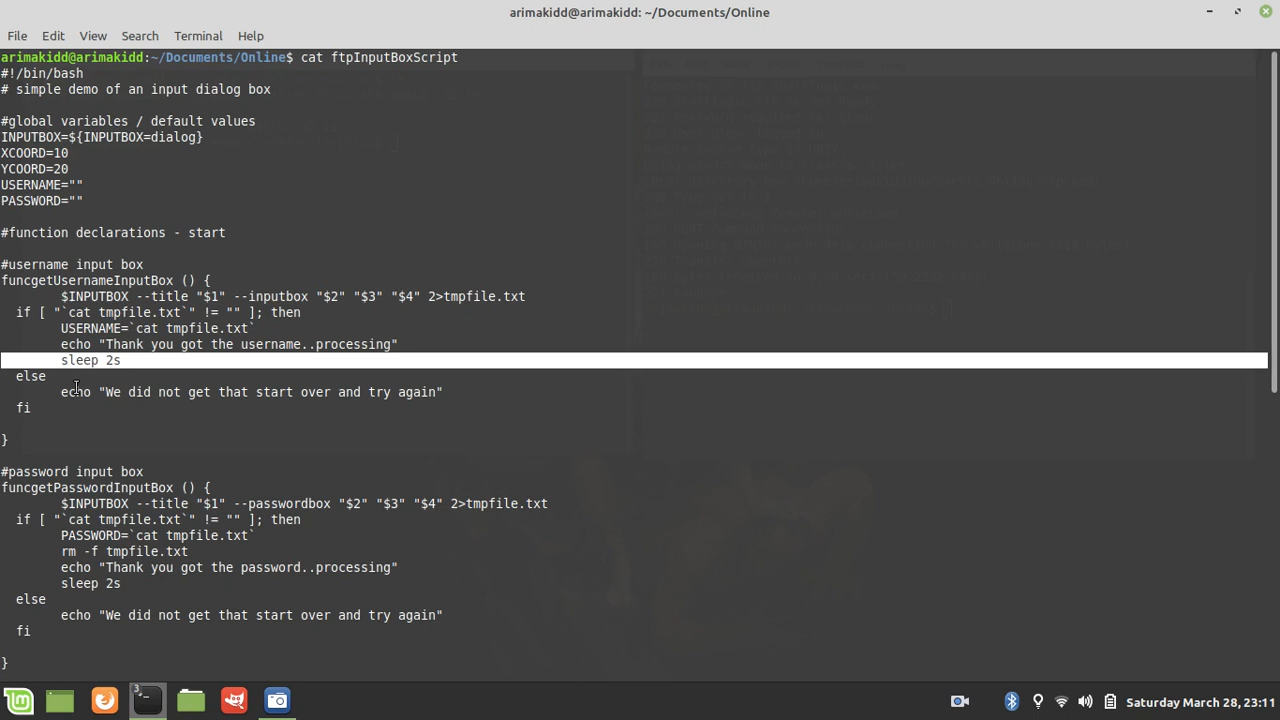 arimakidd@arimakidd: ~/Documents/Online
File Edit View Search Terminal Help
arimakidd@arimakidd:~/Documents/Online$ cat ftpInputBoxScript
#!/bin/bash
# simple demo of an input dialog box
#global variables / default values
INPUTBOX=${INPUTBOX=dialog}
XCOORD=10
YCOORD=20
USERNAME=""
PASSWORD=""
#function declarations - start
#username input box
funcgetUsernameInputBox () {
$INPUTBOX --title "$1" --inputbox "$2" "$3" "$4" 2>tmpfile.txt
if [ "`cat tmpfile.txt`" != "" ]; then
USERNAME=`cat tmpfile.txt`
echo "Thank you got the username..processing"
sleep 2s
else
echo "We did not get that start over and try again"
fi
}
#password input box
funcgetPasswordInputBox () {
$INPUTBOX --title "$1" --passwordbox "$2" "$3" "$4" 2>tmpfile.txt
if [ "`cat tmpfile.txt`" != "" ]; then
PASSWORD=`cat tmpfile.txt`
rm -f tmpfile.txt
echo "Thank you got the password..processing"
sleep 2s
else
echo "We did not get that start over and try again"
fi
}
Saturday March 28, 23:11